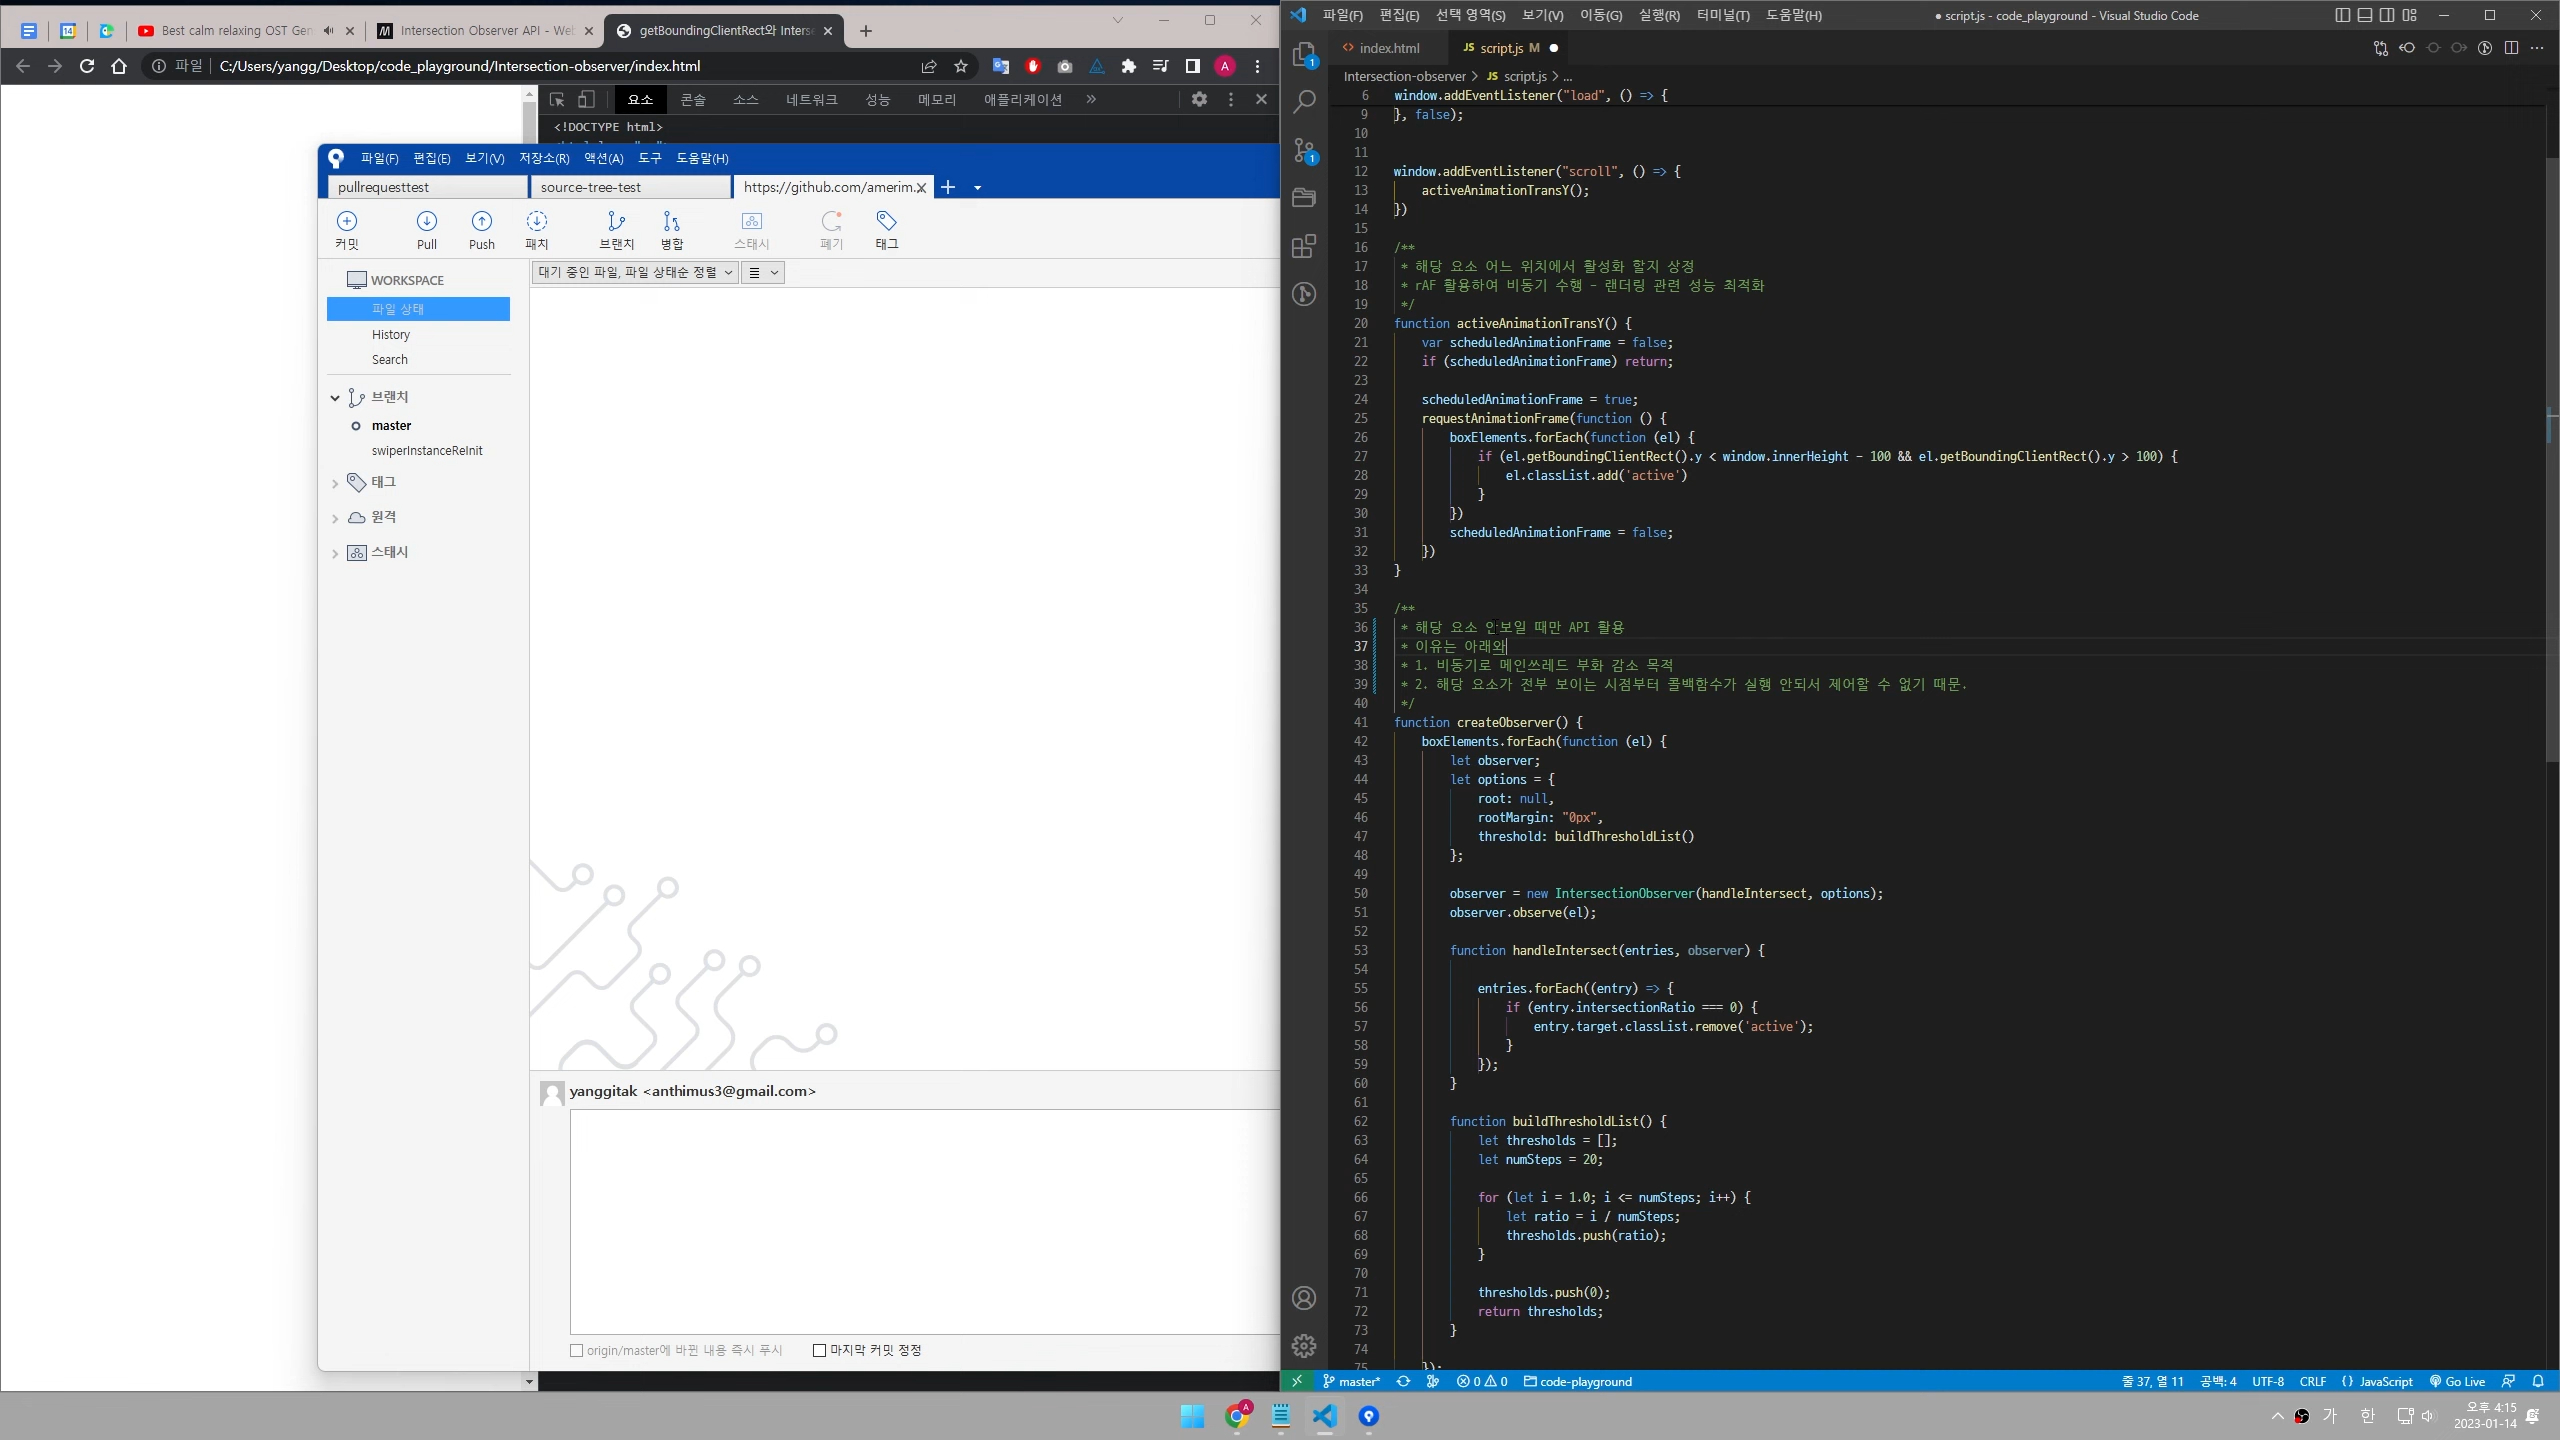 Best calm relaxing OST Gen
Intersection Observer API - Web
getBoundingClientRect와 Interse
파일
C:/Users/yangg/Desktop/code_playground/Intersection-observer/index.html
A
요소
콘솔
소스
네트워크
성능
메모리
애플리케이션
<!DOCTYPE html>
파일(F)
편집(E)
보기(V)
저장소(R)
액션(A)
도구
도움말(H)
pullrequesttest
source-tree-test
https://github.com/amerim.
커밋
Pull
Push
패치
브랜치
병합
스태시
폐기
태그
대기 중인 파일, 파일 상태순 정렬
WORKSPACE
파일 상태
History
Search
브랜치
master
swiperInstanceReInit
태그
원격
스태시
yanggitak <anthimus3@gmail.com>
origin/master에 바뀐 내용 즉시 푸시
마지막 커밋 정정
파일(F)
편집(E)
선택 영역(S)
보기(V)
이동(G)
실행(R)
터미널(T)
도움말(H)
● script.js - code_playground - Visual Studio Code
index.html
JS script.js M ●
Intersection-observer > JS script.js > ...
6 window.addEventListener("load", () => {
9 }, false);
10
11
12 window.addEventListener("scroll", () => {
13 activeAnimationTransY();
14 })
15
16 /**
17 * 해당 요소 어느 위치에서 활성화 할지 상정
18 * rAF 활용하여 비동기 수행 - 랜더링 관련 성능 최적화
19 */
20 function activeAnimationTransY() {
21 var scheduledAnimationFrame = false;
22 if (scheduledAnimationFrame) return;
23
24 scheduledAnimationFrame = true;
25 requestAnimationFrame(function () {
26 boxElements.forEach(function (el) {
27 if (el.getBoundingClientRect().y < window.innerHeight - 100 && el.getBoundingClientRect().y > 100) {
28 el.classList.add('active')
29 }
30 })
31 scheduledAnimationFrame = false;
32 })
33 }
34
35 /**
36 * 해당 요소 안보일 때만 API 활용
37 * 이유는 아래와
38 * 1. 비동기로 메인쓰레드 부화 감소 목적
39 * 2. 해당 요소가 전부 보이는 시점부터 콜백함수가 실행 안되서 제어할 수 없기 때문.
40 */
41 function createObserver() {
42 boxElements.forEach(function (el) {
43 let observer;
44 let options = {
45 root: null,
46 rootMargin: "0px",
47 threshold: buildThresholdList()
48 };
49
50 observer = new IntersectionObserver(handleIntersect, options);
51 observer.observe(el);
52
53 function handleIntersect(entries, observer) {
54
55 entries.forEach((entry) => {
56 if (entry.intersectionRatio === 0) {
57 entry.target.classList.remove('active');
58 }
59 });
60 }
61
62 function buildThresholdList() {
63 let thresholds = [];
64 let numSteps = 20;
65
66 for (let i = 1.0; i <= numSteps; i++) {
67 let ratio = i / numSteps;
68 thresholds.push(ratio);
69 }
70
71 thresholds.push(0);
72 return thresholds;
73 }
74
75 });
master*
0 0
code-playground
줄 37, 열 11
공백: 4
UTF-8
CRLF
{} JavaScript
Go Live
가
한
오후 4:15
2023-01-14